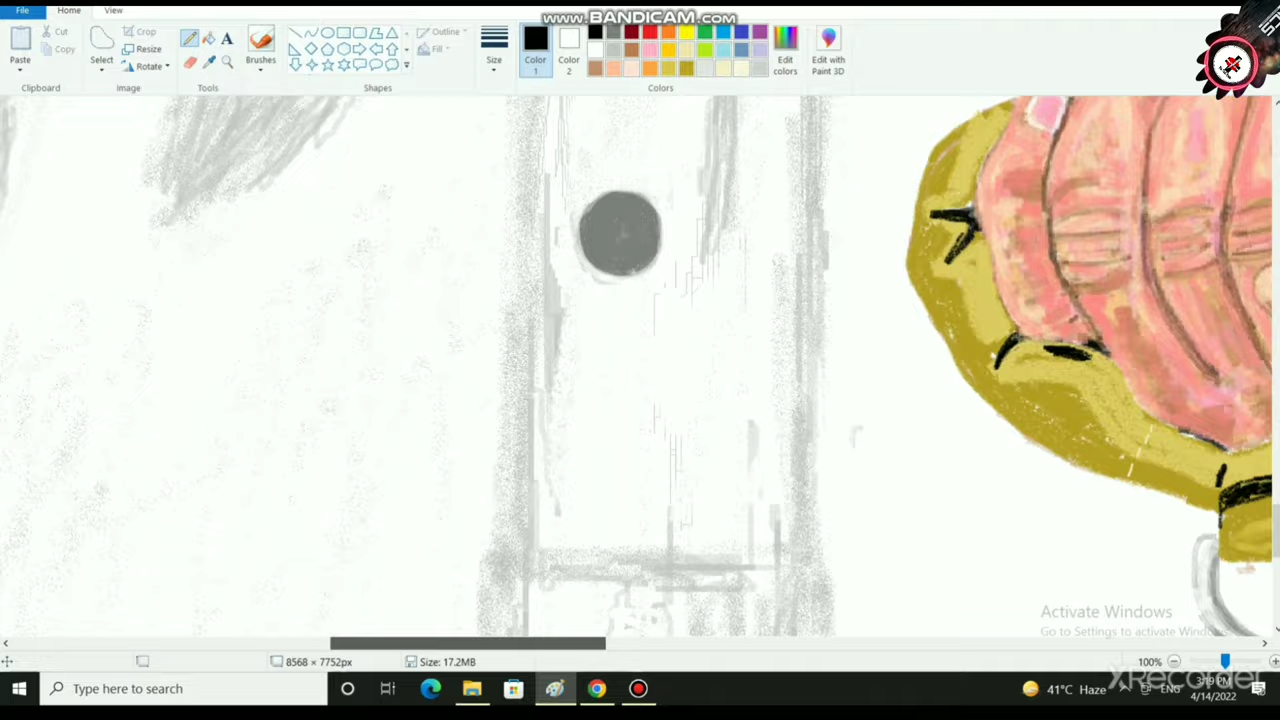 www.BANDICAM.com
File Home View
Paste
Cut
Copy
Clipboard
Select
Crop
Resize
Rotate
Image
A
Tools
Brushes
Outline
Fill
Shapes
Size
Color 1
Color 2
Edit colors
Edit with Paint 3D
Colors
Activate Windows
Go to Settings to activate Windows.
8568 × 7752px
Size: 17.2MB
100%
XRecorder
Type here to search
41°C Haze
ENG
3:19 PM
4/14/2022